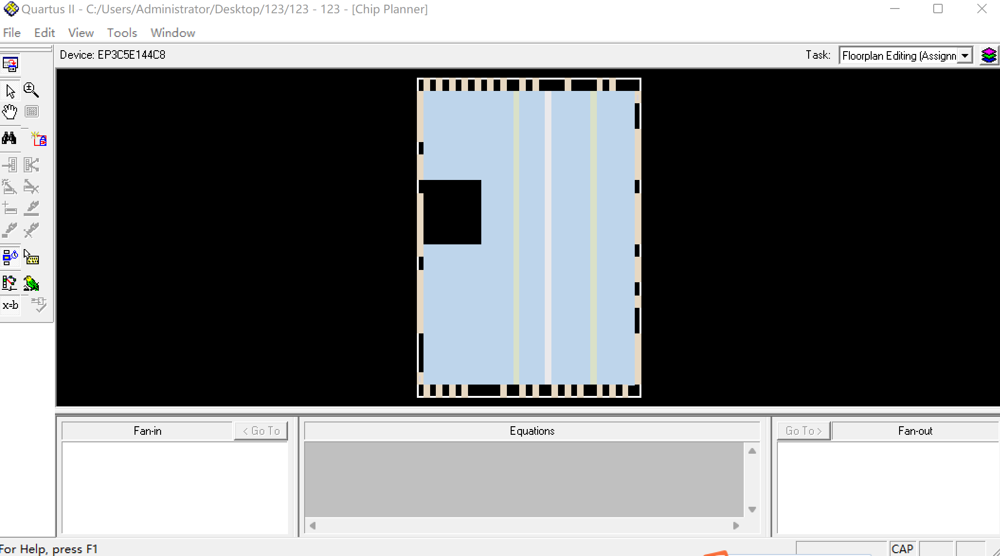 Quartus II - C:/Users/Administrator/Desktop/123/123 - 123 - [Chip Planner]
File Edit View Tools Window
Device: EP3C5E144C8
Task: Floorplan Editing (Assignn
x=b
Fan-in
< Go To
Equations
Go To >
Fan-out
For Help, press F1
CAP